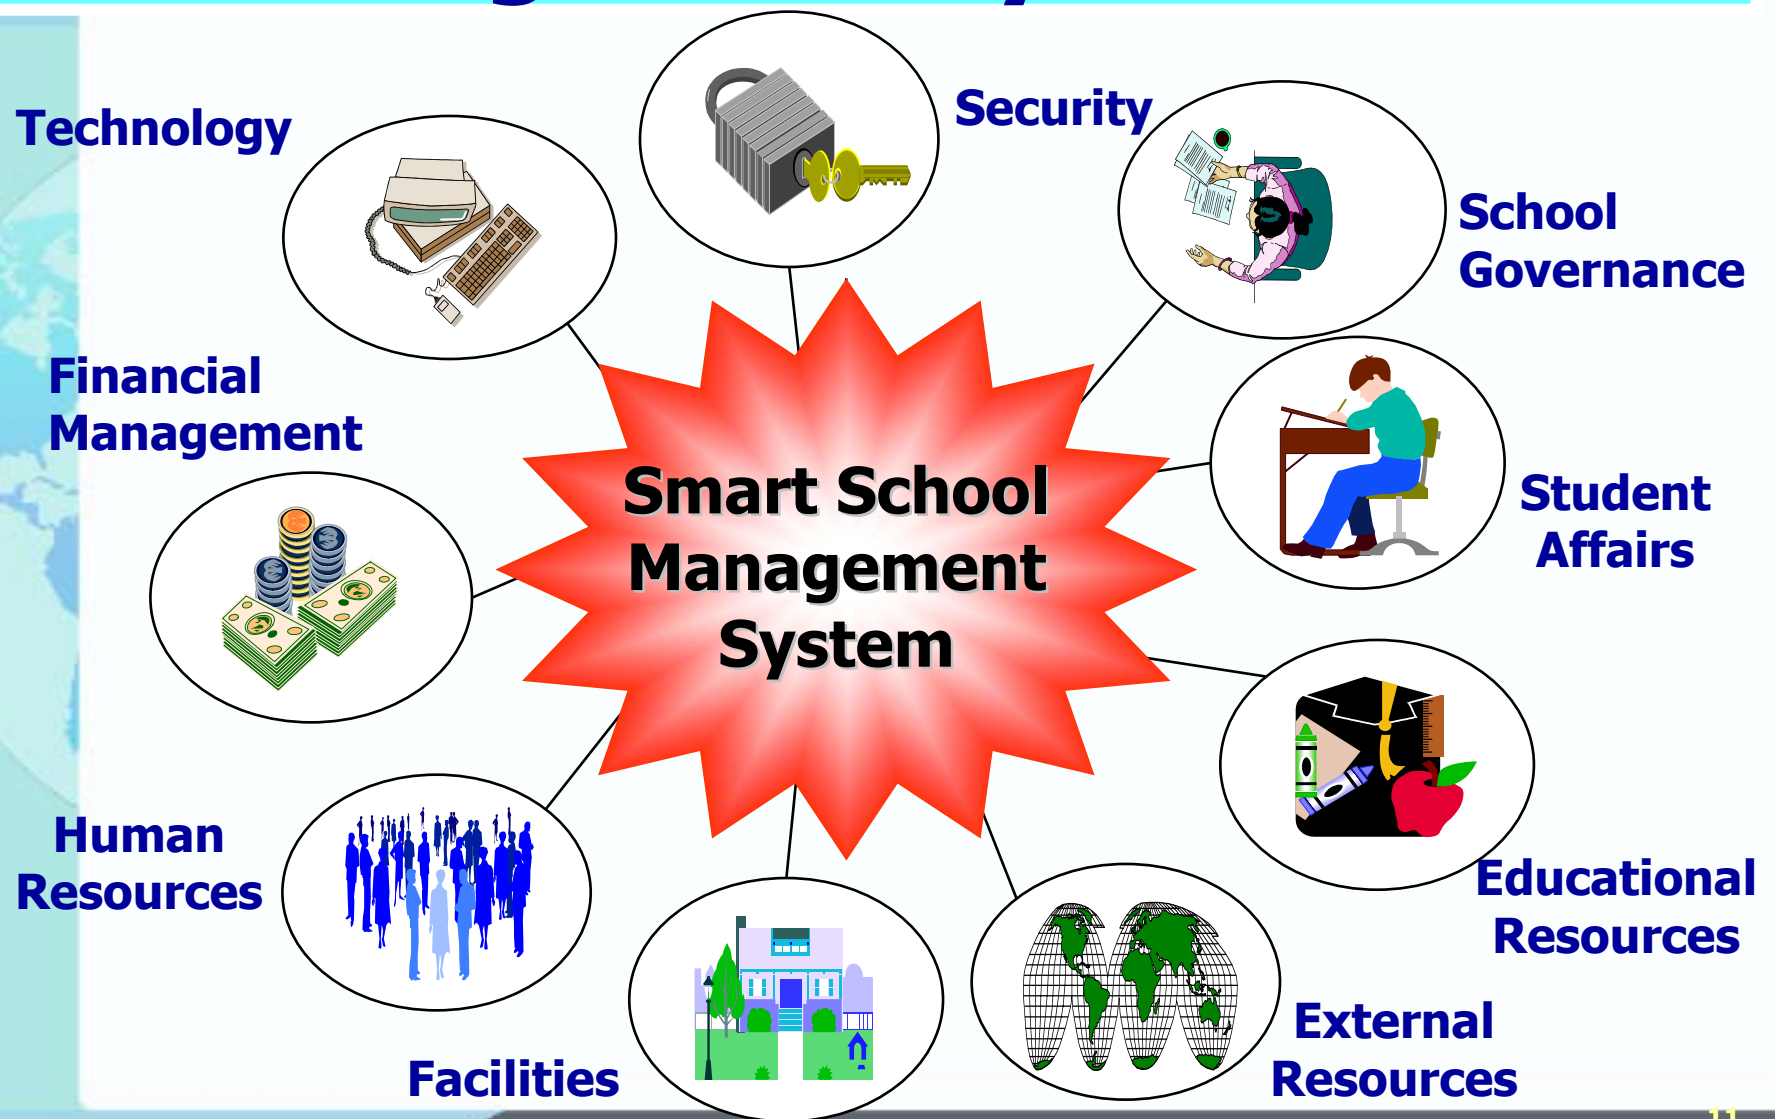 Security
Technology
School
Governance
Financial
Management
Smart School
Management
System
Student
Affairs
Human
Resources
Educational
Resources
External
Resources
Facilities
11